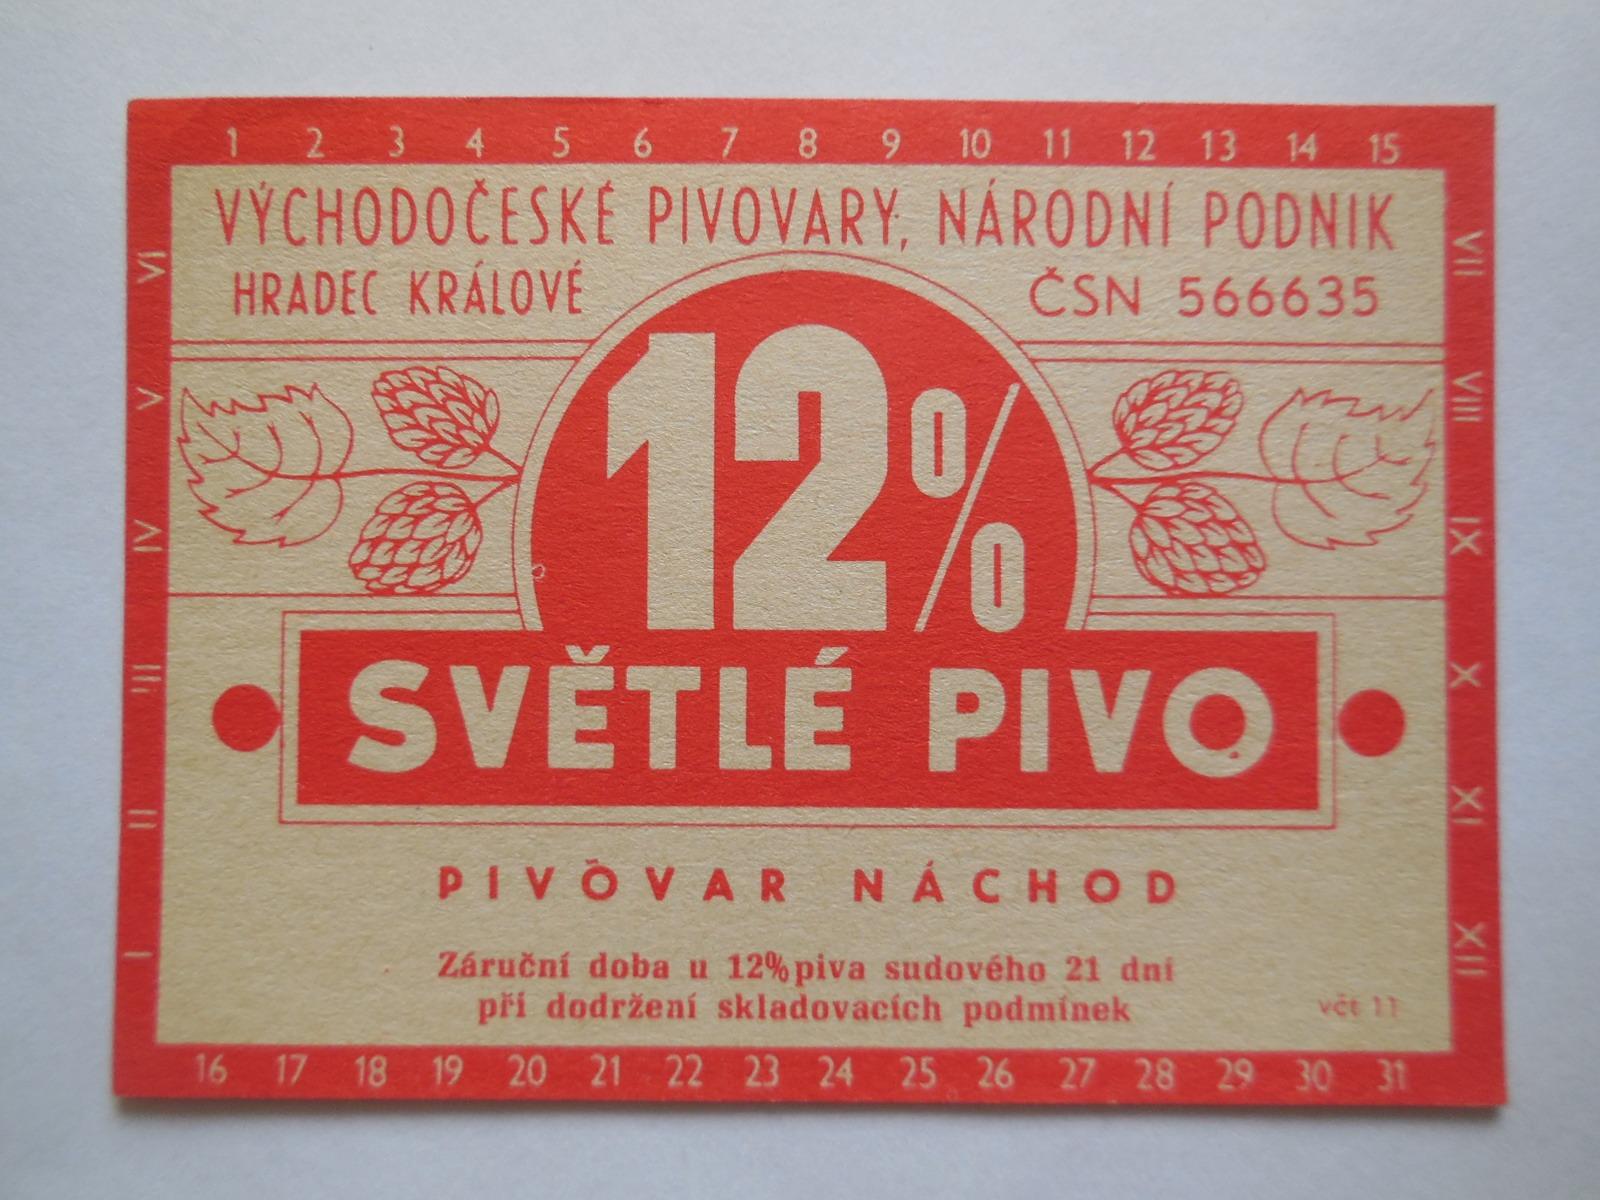 1 2 3 4 5 6 7 8 9 10 11 12 13 14 15
VÝCHODOČESKÉ PIVOVARY, NÁRODNÍ PODNIK
HRADEC KRÁLOVÉ
ČSN 566635
12%
SVĚTLÉ PIVO
PIVOVAR NÁCHOD
Záruční doba u 12% piva sudového 21 dní
při dodržení skladovacích podmínek
včt 11
I II III IV V VI
VII VIII IX X XI XII
16 17 18 19 20 21 22 23 24 25 26 27 28 29 30 31